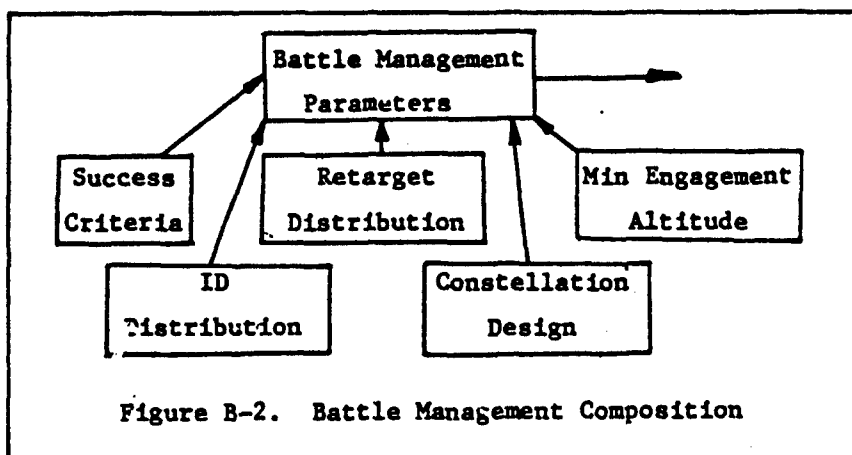 Battle Management
Parameters
Success
Criteria
Retarget
Distribution
Min Engagement
Altitude
ID
Distribution
Constellation
Design
Figure B-2. Battle Management Composition